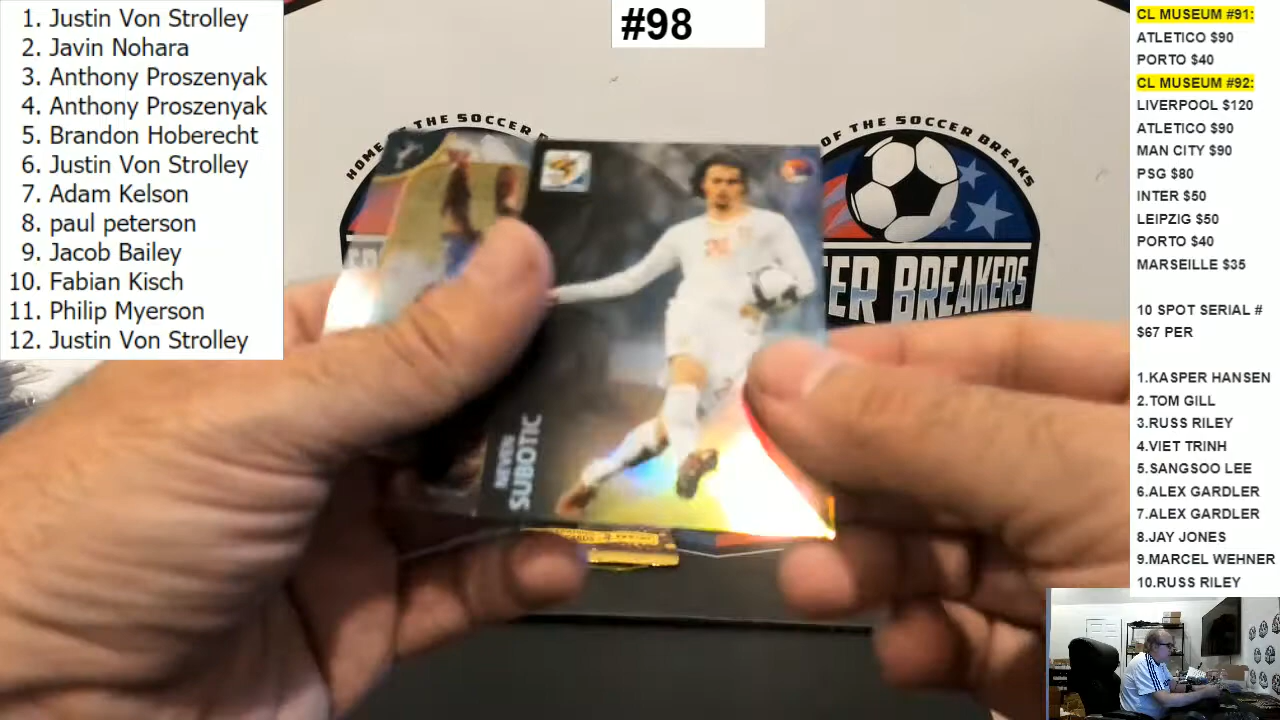 1. Justin Von Strolley
2. Javin Nohara
3. Anthony Proszenyak
4. Anthony Proszenyak
5. Brandon Hoberecht
6. Justin Von Strolley
7. Adam Kelson
8. paul peterson
9. Jacob Bailey
10. Fabian Kisch
11. Philip Myerson
12. Justin Von Strolley
#98
HOME THE SOCCER
OF THE SOCCER BREAKS
ER BREAKERS
NEVEN
SUBOTIC
CL MUSEUM #91:
ATLETICO $90
PORTO $40
CL MUSEUM #92:
LIVERPOOL $120
ATLETICO $90
MAN CITY $90
PSG $80
INTER $50
LEIPZIG $50
PORTO $40
MARSEILLE $35
10 SPOT SERIAL #
$67 PER
1.KASPER HANSEN
2.TOM GILL
3.RUSS RILEY
4.VIET TRINH
5.SANGSOO LEE
6.ALEX GARDLER
7.ALEX GARDLER
8.JAY JONES
9.MARCEL WEHNER
10.RUSS RILEY